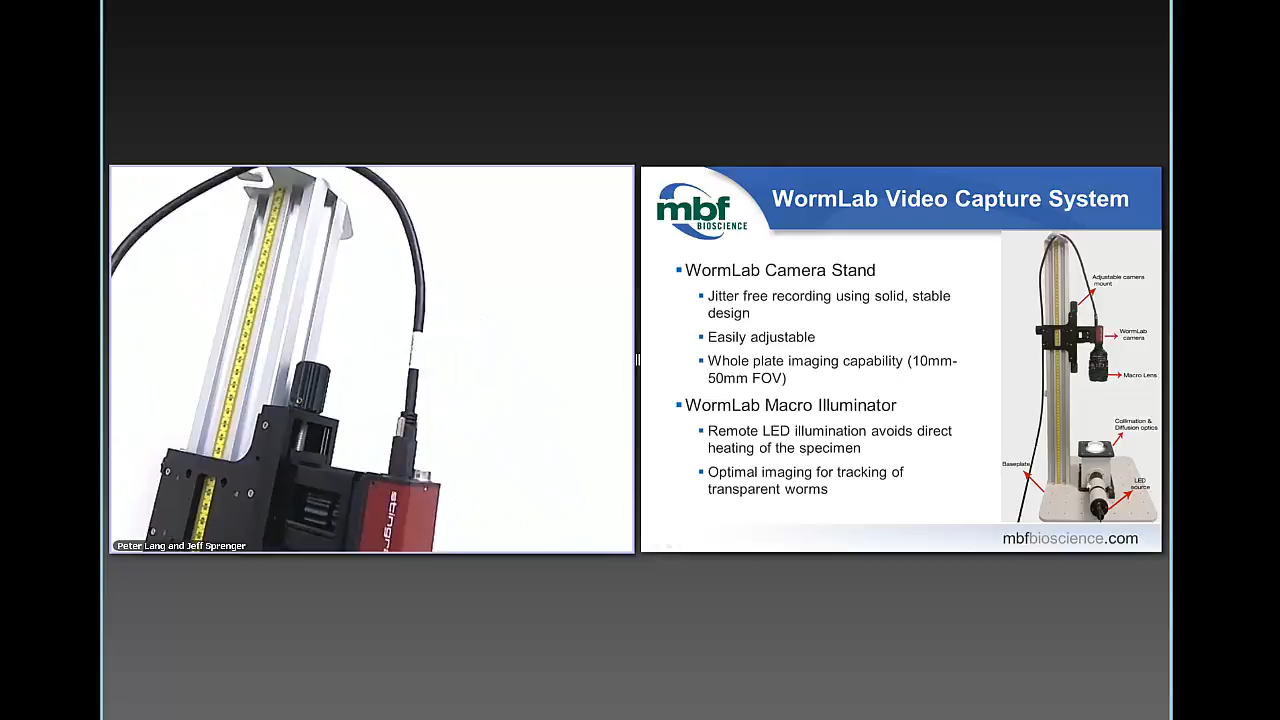 stingr
Peter Lang and Jeff Sprenger
mbf
BIOSCIENCE
WormLab Video Capture System
WormLab Camera Stand
Jitter free recording using solid, stable
design
Easily adjustable
Whole plate imaging capability (10mm-
50mm FOV)
WormLab Macro Illuminator
Remote LED illumination avoids direct
heating of the specimen
Optimal imaging for tracking of
transparent worms
Adjustable camera
mount
WormLab
camera
Macro Lens
Collimation &
Diffusion optics
Baseplate
LED
source
mbfbioscience.com